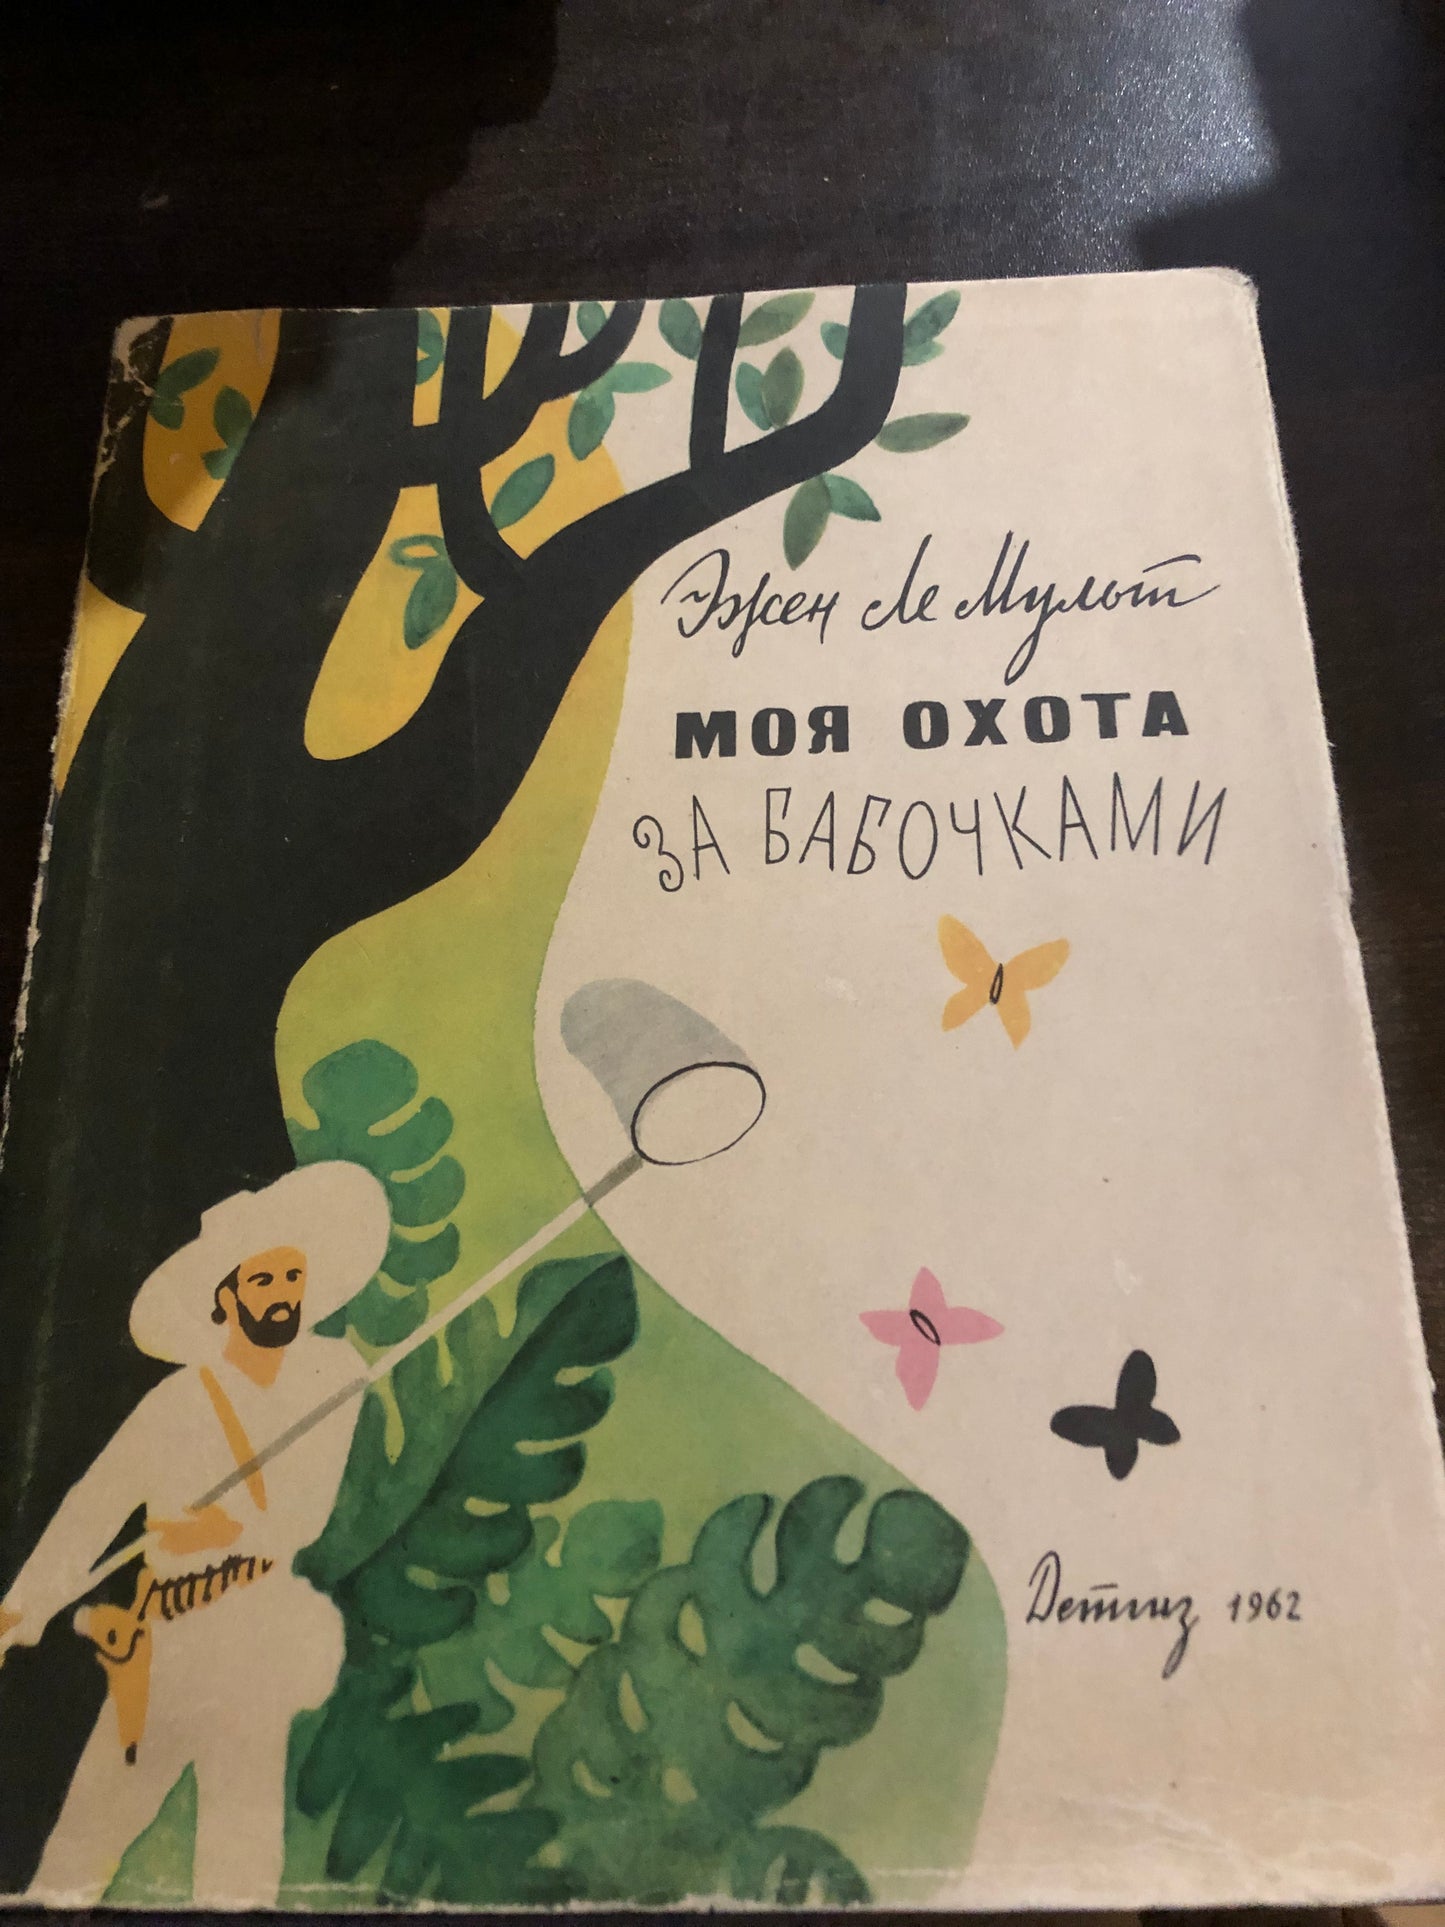 Эжен Ле Мульт
МОЯ ОХОТА
ЗА БАБОЧКАМИ
Детгиз 1962